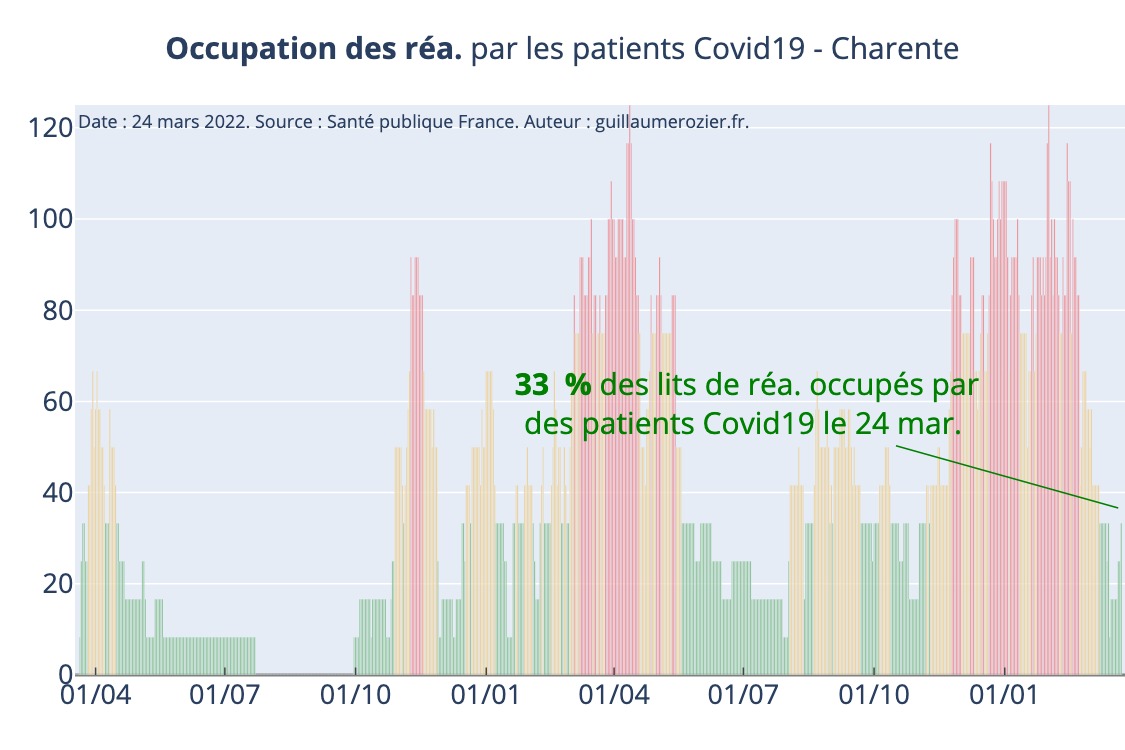 Occupation des réa. par les patients Covid19 - Charente
Date : 24 mars 2022. Source : Santé publique France. Auteur : guillaumerozier.fr.
120
100
80
60
40
20
0
33 % des lits de réa. occupés par
des patients Covid19 le 24 mar.
01/04 01/07 01/10 01/01 01/04 01/07 01/10 01/01